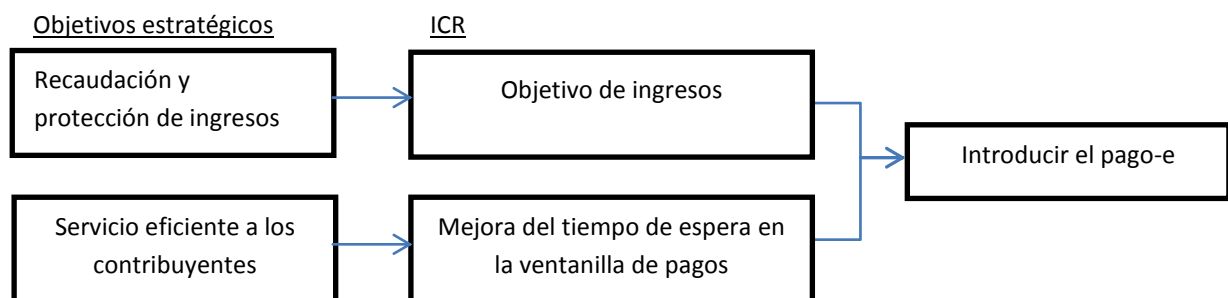 Objetivos estratégicos
ICR
Recaudación y
protección de ingresos
Objetivo de ingresos
Introducir el pago-e
Servicio eficiente a los
contribuyentes
Mejora del tiempo de espera en
la ventanilla de pagos